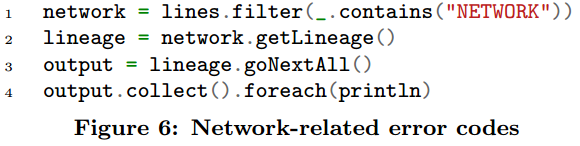 1 network = lines.filter(_.contains("NETWORK"))
2 lineage = network.getLineage()
3 output = lineage.goNextAll()
4 output.collect().foreach(println)
Figure 6: Network-related error codes